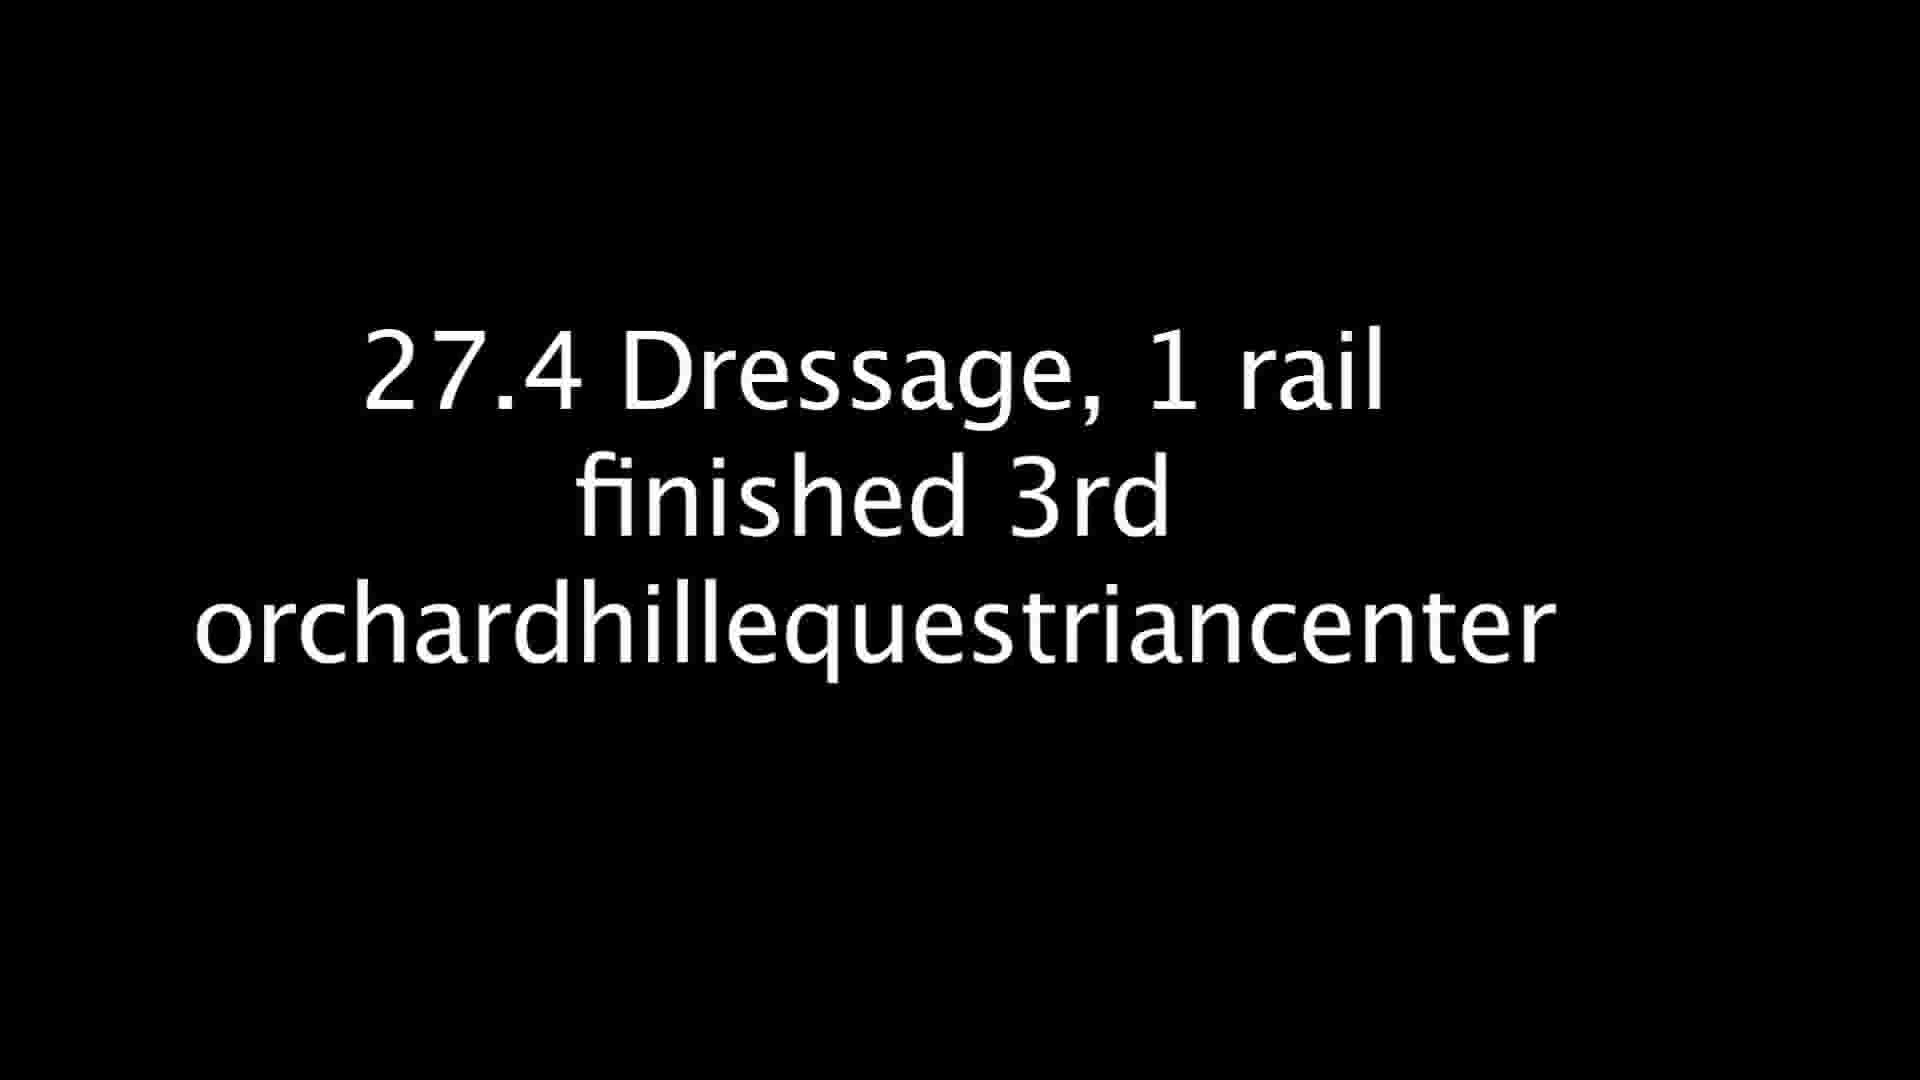 27.4 Dressage, 1 rail
finished 3rd
orchardhillequestriancenter